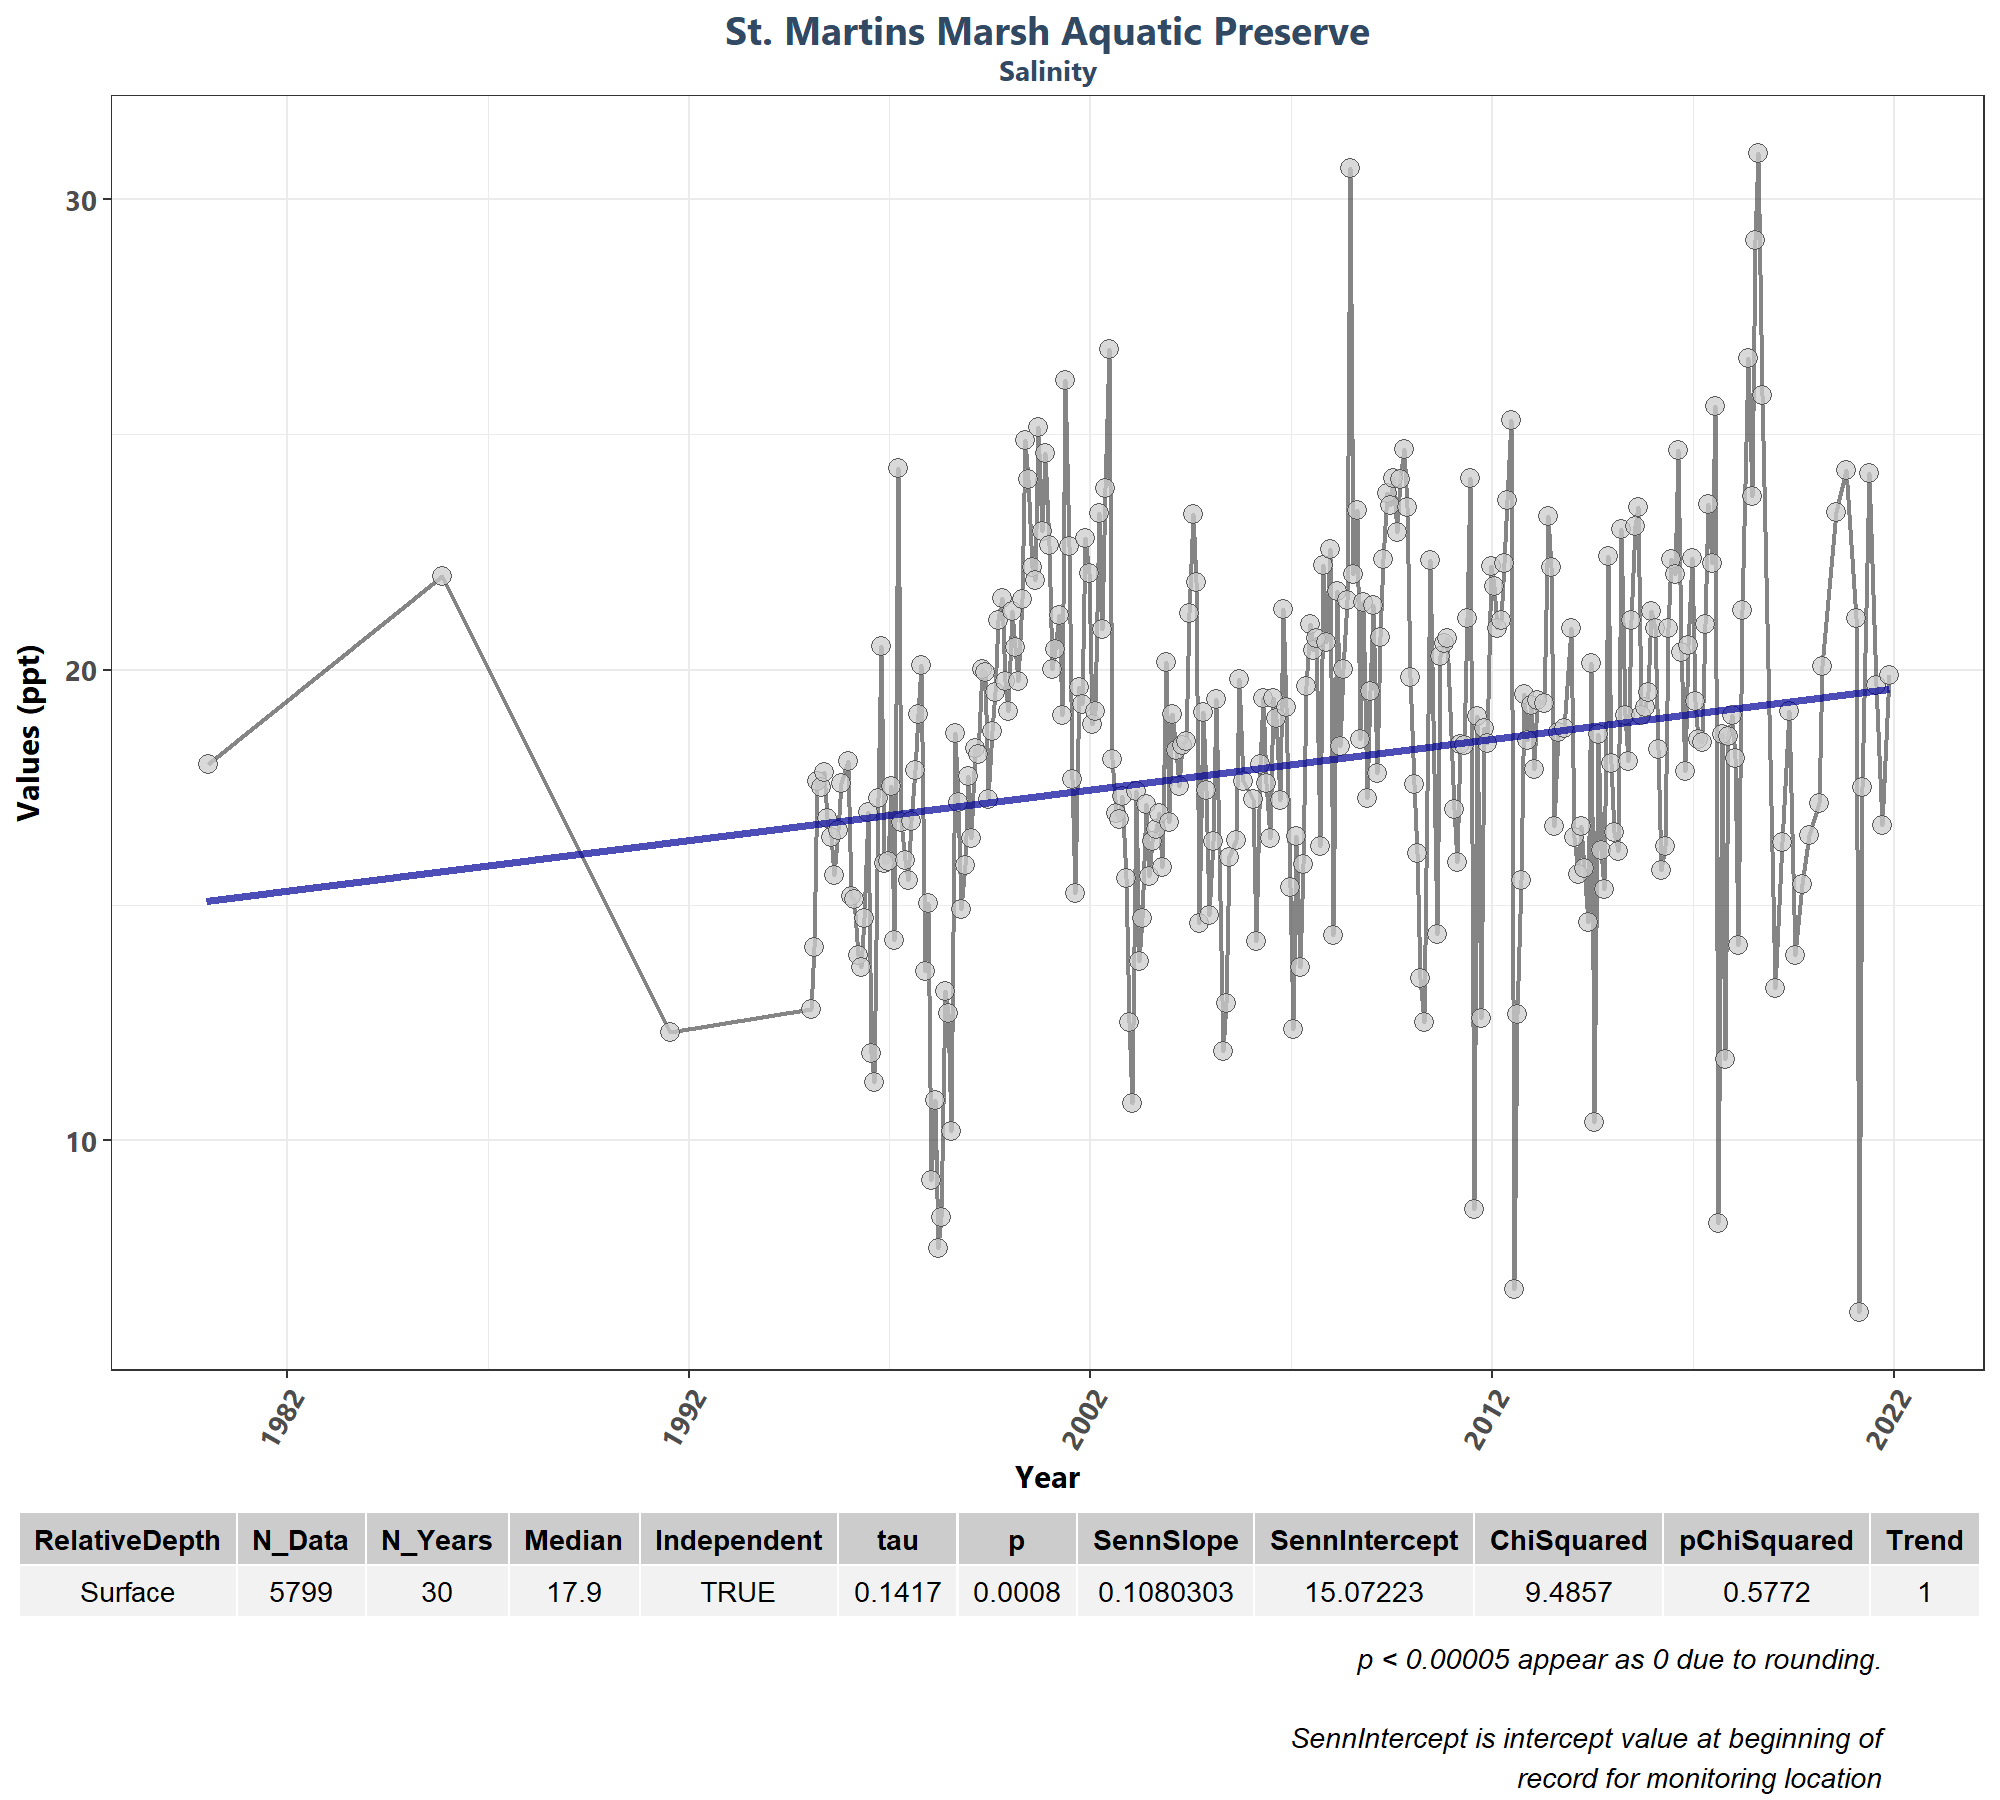 St. Martins Marsh Aquatic Preserve
Salinity
Values (ppt)
30
20
10
1982
1992
2002
2012
2022
Year
RelativeDepth N_Data N_Years Median Independent tau p SennSlope SennIntercept ChiSquared pChiSquared Trend
Surface 5799 30 17.9 TRUE 0.1417 0.0008 0.1080303 15.07223 9.4857 0.5772 1
p < 0.00005 appear as 0 due to rounding.
SennIntercept is intercept value at beginning of
record for monitoring location